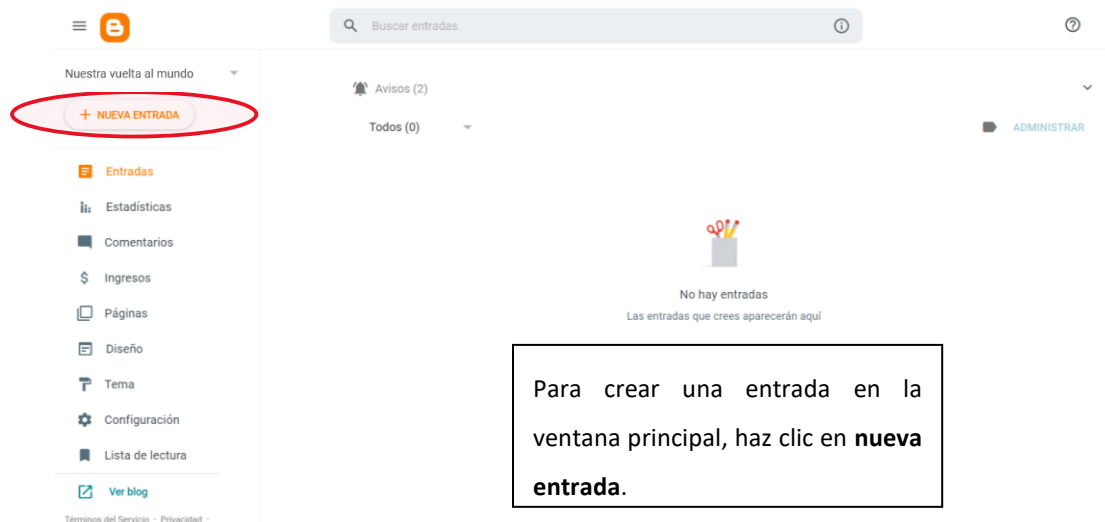 Buscar entradas
Nuestra vuelta al mundo
+ NUEVA ENTRADA
Avisos (2)
Todos (0)
ADMINISTRAR
Entradas
Estadísticas
Comentarios
Ingresos
Páginas
Diseño
Tema
Configuración
Lista de lectura
Ver blog
Términos del Servicio · Privacidad ·
No hay entradas
Las entradas que crees aparecerán aquí
Para crear una entrada en la
ventana principal, haz clic en nueva
entrada.